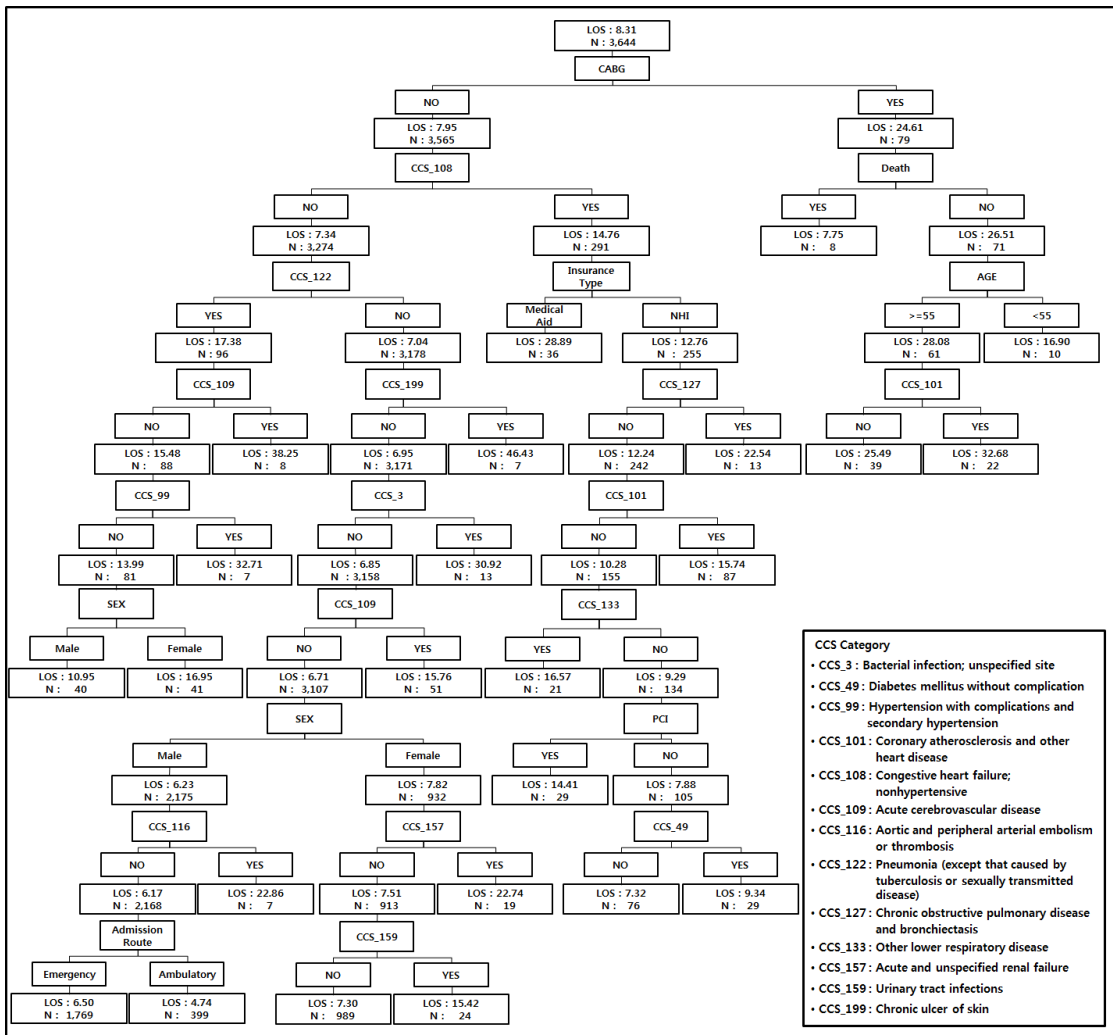 LOS : 8.31
N : 3,644
CABG
NO
YES
LOS : 7.95
N : 3,565
LOS : 24.61
N : 79
CCS_108
Death
NO
YES
YES
NO
LOS : 7.34
N : 3,274
LOS : 14.76
N : 291
LOS : 7.75
N : 8
LOS : 26.51
N : 71
CCS_122
Insurance
Type
AGE
YES
NO
Medical
Aid
NHI
>=55
<55
LOS : 17.38
N : 96
LOS : 7.04
N : 3,178
LOS : 28.89
N : 36
LOS : 12.76
N : 255
LOS : 28.08
N : 61
LOS : 16.90
N : 10
CCS_109
CCS_199
CCS_127
CCS_101
NO
YES
NO
YES
NO
YES
NO
YES
LOS : 15.48
N : 88
LOS : 38.25
N : 8
LOS : 6.95
N : 3,171
LOS : 46.43
N : 7
LOS : 12.24
N : 242
LOS : 22.54
N : 13
LOS : 25.49
N : 39
LOS : 32.68
N : 22
CCS_99
CCS_3
CCS_101
NO
YES
NO
YES
NO
YES
LOS : 13.99
N : 81
LOS : 32.71
N : 7
LOS : 6.85
N : 3,158
LOS : 30.92
N : 13
LOS : 10.28
N : 155
LOS : 15.74
N : 87
SEX
CCS_109
CCS_133
Male
Female
NO
YES
YES
NO
LOS : 10.95
N : 40
LOS : 16.95
N : 41
LOS : 6.71
N : 3,107
LOS : 15.76
N : 51
LOS : 16.57
N : 21
LOS : 9.29
N : 134
SEX
PCI
Male
Female
YES
NO
LOS : 6.23
N : 2,175
LOS : 7.82
N : 932
LOS : 14.41
N : 29
LOS : 7.88
N : 105
CCS_116
CCS_157
CCS_49
NO
YES
NO
YES
NO
YES
LOS : 6.17
N : 2,168
LOS : 22.86
N : 7
LOS : 7.51
N : 913
LOS : 22.74
N : 19
LOS : 7.32
N : 76
LOS : 9.34
N : 29
Admission
Route
CCS_159
Emergency
Ambulatory
NO
YES
LOS : 6.50
N : 1,769
LOS : 4.74
N : 399
LOS : 7.30
N : 989
LOS : 15.42
N : 24
CCS Category
• CCS_3 : Bacterial infection; unspecified site
• CCS_49 : Diabetes mellitus without complication
• CCS_99 : Hypertension with complications and
secondary hypertension
• CCS_101 : Coronary atherosclerosis and other
heart disease
• CCS_108 : Congestive heart failure;
nonhypertensive
• CCS_109 : Acute cerebrovascular disease
• CCS_116 : Aortic and peripheral arterial embolism
or thrombosis
• CCS_122 : Pneumonia (except that caused by
tuberculosis or sexually transmitted
disease)
• CCS_127 : Chronic obstructive pulmonary disease
and bronchiectasis
• CCS_133 : Other lower respiratory disease
• CCS_157 : Acute and unspecified renal failure
• CCS_159 : Urinary tract infections
• CCS_199 : Chronic ulcer of skin